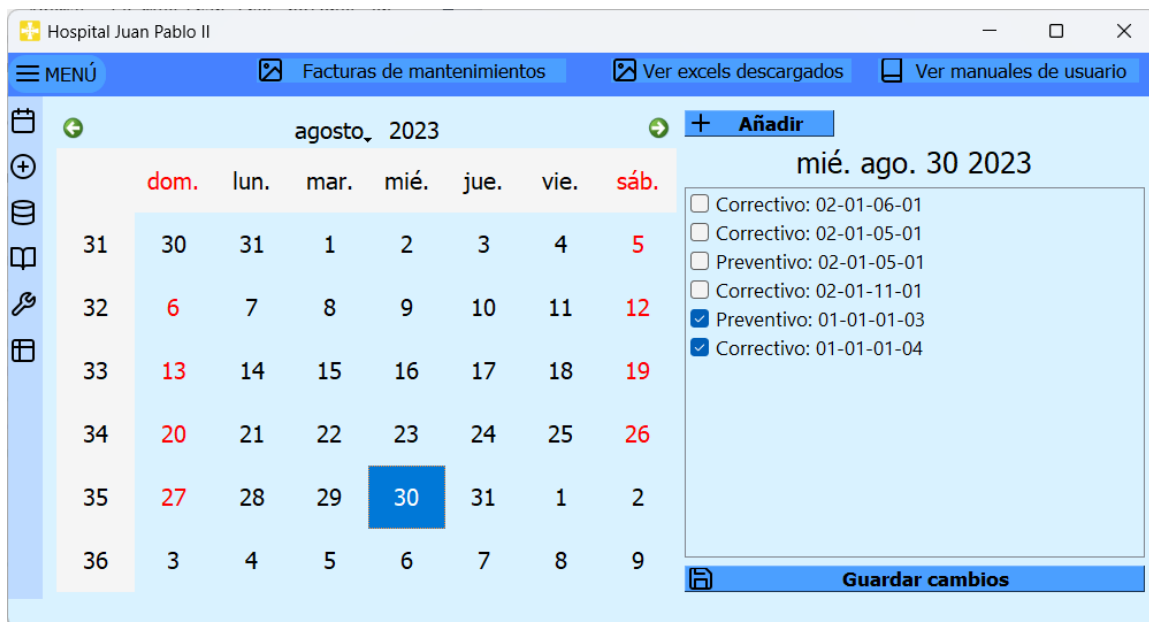 Hospital Juan Pablo II
MENÚ Facturas de mantenimientos Ver excels descargados Ver manuales de usuario
agosto 2023
dom. lun. mar. mié. jue. vie. sáb.
31 30 31 1 2 3 4 5
32 6 7 8 9 10 11 12
33 13 14 15 16 17 18 19
34 20 21 22 23 24 25 26
35 27 28 29 30 31 1 2
36 3 4 5 6 7 8 9
Añadir
mié. ago. 30 2023
Correctivo: 02-01-06-01
Correctivo: 02-01-05-01
Preventivo: 02-01-05-01
Correctivo: 02-01-11-01
Preventivo: 01-01-01-03
Correctivo: 01-01-01-04
Guardar cambios